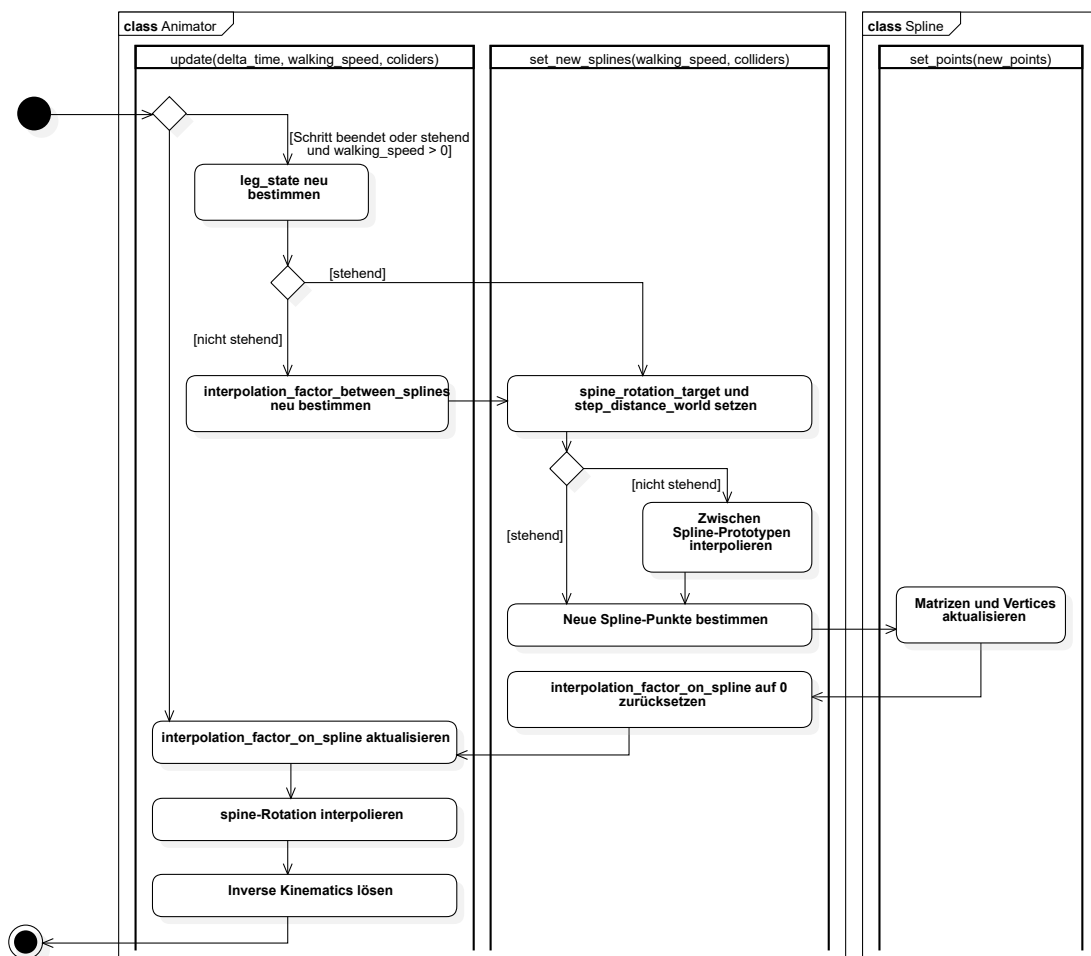 class Animator
class Spline
update(delta_time, walking_speed, colliders)
set_new_splines(walking_speed, colliders)
set_points(new_points)
[Schritt beendet oder stehend
und walking_speed > 0]
leg_state neu
bestimmen
[stehend]
[nicht stehend]
interpolation_factor_between_splines
neu bestimmen
spine_rotation_target und
step_distance_world setzen
[nicht stehend]
[stehend]
Zwischen
Spline-Prototypen
interpolieren
Neue Spline-Punkte bestimmen
Matrizen und Vertices
aktualisieren
interpolation_factor_on_spline auf 0
zurücksetzen
interpolation_factor_on_spline aktualisieren
spine-Rotation interpolieren
Inverse Kinematics lösen